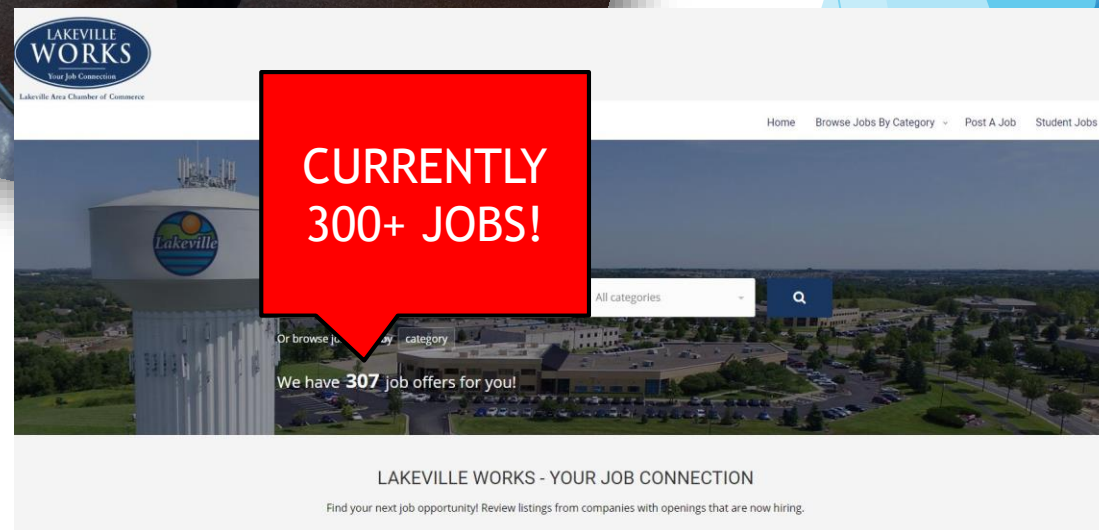 LAKEVILLE
WORKS
Your Job Connection
Lakeville Area Chamber of Commerce
Home Browse Jobs By Category Post A Job Student Jobs
CURRENTLY
300+ JOBS!
Lakeville
All categories
Or browse by category
We have 307 job offers for you!
LAKEVILLE WORKS - YOUR JOB CONNECTION
Find your next job opportunity! Review listings from companies with openings that are now hiring.